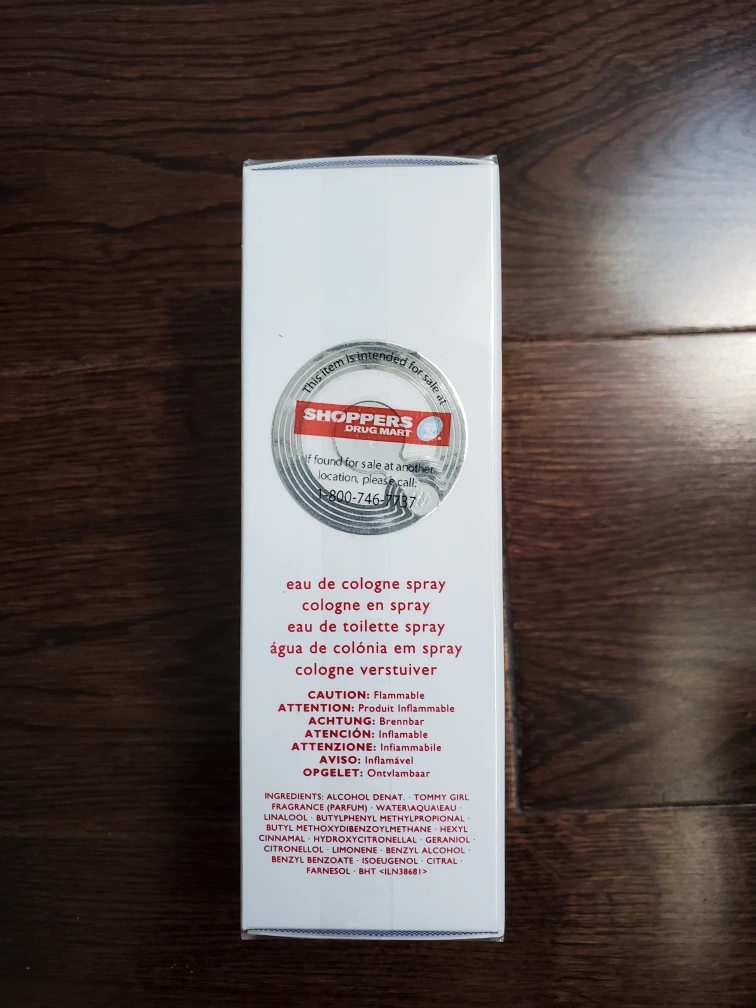 This item is intended for sale at
SHOPPERS
DRUG MART
If found for sale at another
location, please call:
1-800-746-7737
eau de cologne spray
cologne en spray
eau de toilette spray
água de colónia em spray
cologne verstuiver
CAUTION: Flammable
ATTENTION: Produit Inflammable
ACHTUNG: Brennbar
ATENCIÓN: Inflamable
ATTENZIONE: Infiammabile
AVISO: Inflamável
OPGELET: Ontvlambaar
INGREDIENTS: ALCOHOL DENAT. · TOMMY GIRL
FRAGRANCE (PARFUM) · WATER\AQUA\EAU ·
LINALOOL · BUTYLPHENYL METHYLPROPIONAL ·
BUTYL METHOXYDIBENZOYLMETHANE · HEXYL
CINNAMAL · HYDROXYCITRONELLAL · GERANIOL ·
CITRONELLOL · LIMONENE · BENZYL ALCOHOL ·
BENZYL BENZOATE · ISOEUGENOL · CITRAL ·
FARNESOL · BHT <ILN38681>